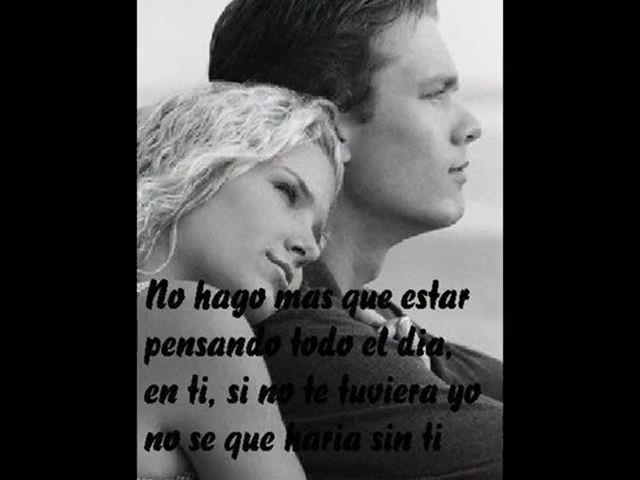 No hago mas que estar
pensando todo el dia,
en ti, si no te tuviera yo
no se que haria sin ti